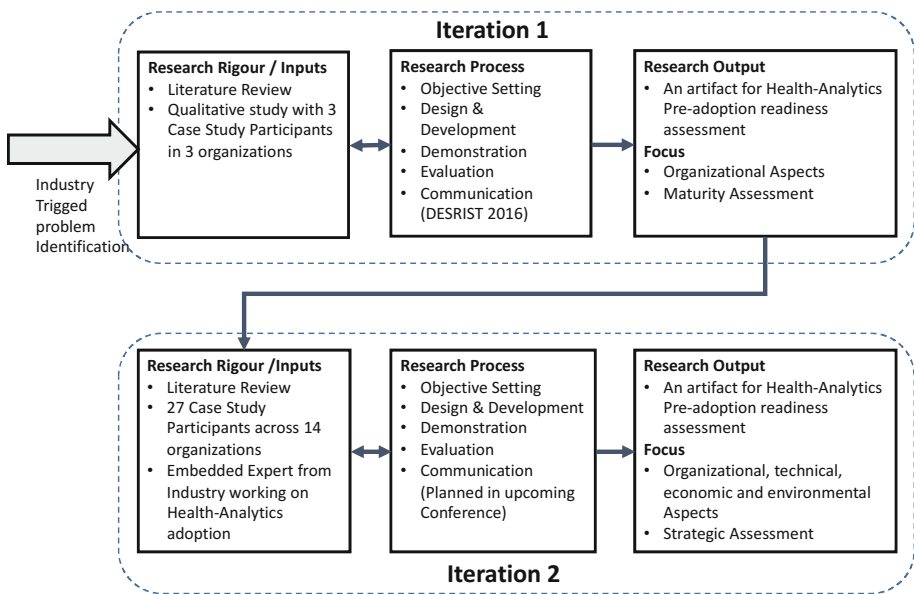 Iteration 1
Industry
Trigged
problem
Identification
Research Rigour / Inputs
• Literature Review
• Qualitative study with 3
Case Study Participants
in 3 organizations
Research Process
• Objective Setting
• Design &
Development
• Demonstration
• Evaluation
• Communication
(DESRIST 2016)
Research Output
• An artifact for Health-Analytics
Pre-adoption readiness
assessment
Focus
• Organizational Aspects
• Maturity Assessment
Research Rigour /Inputs
• Literature Review
• 27 Case Study
Participants across 14
organizations
• Embedded Expert from
Industry working on
Health-Analytics
adoption
Research Process
• Objective Setting
• Design & Development
• Demonstration
• Evaluation
• Communication
(Planned in upcoming
Conference)
Research Output
• An artifact for Health-Analytics
Pre-adoption readiness
assessment
Focus
• Organizational, technical,
economic and environmental
Aspects
• Strategic Assessment
Iteration 2